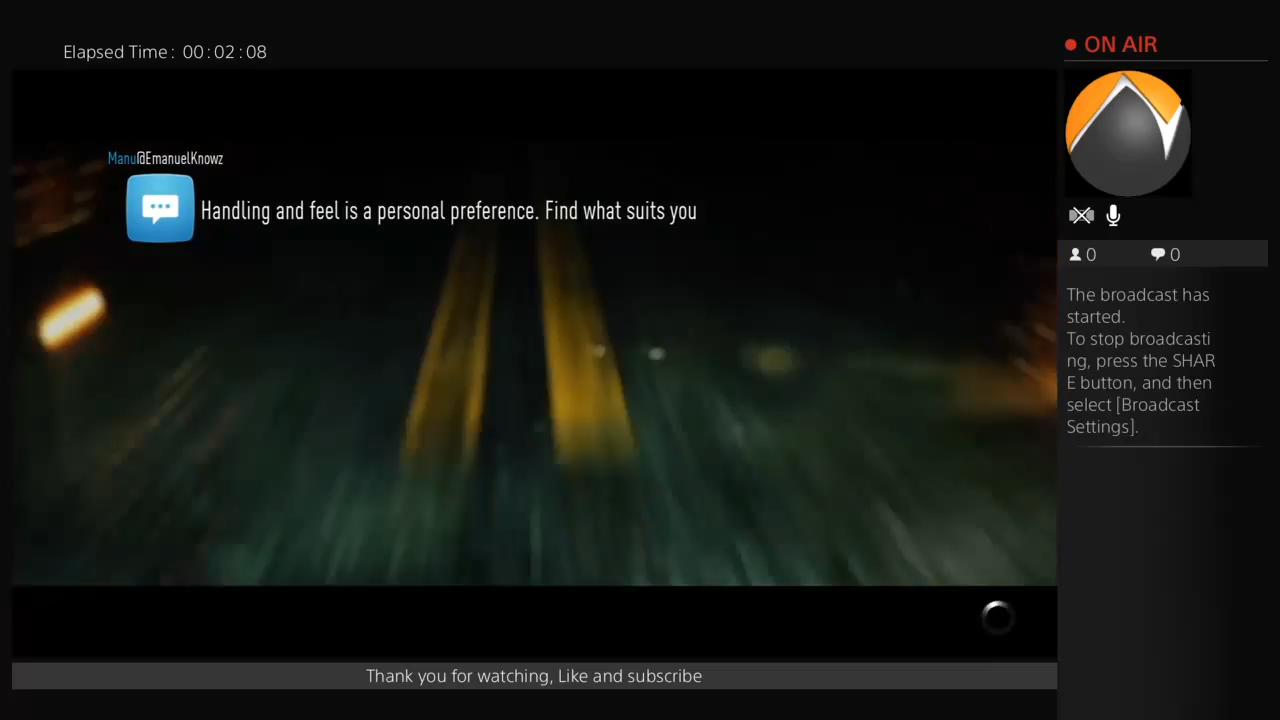 Elapsed Time: 00:02:08
ON AIR
Manu@EmanuelKnowz
Handling and feel is a personal preference. Find what suits you
0 0
The broadcast has
started.
To stop broadcasti
ng, press the SHAR
E button, and then
select [Broadcast
Settings].
Thank you for watching, Like and subscribe